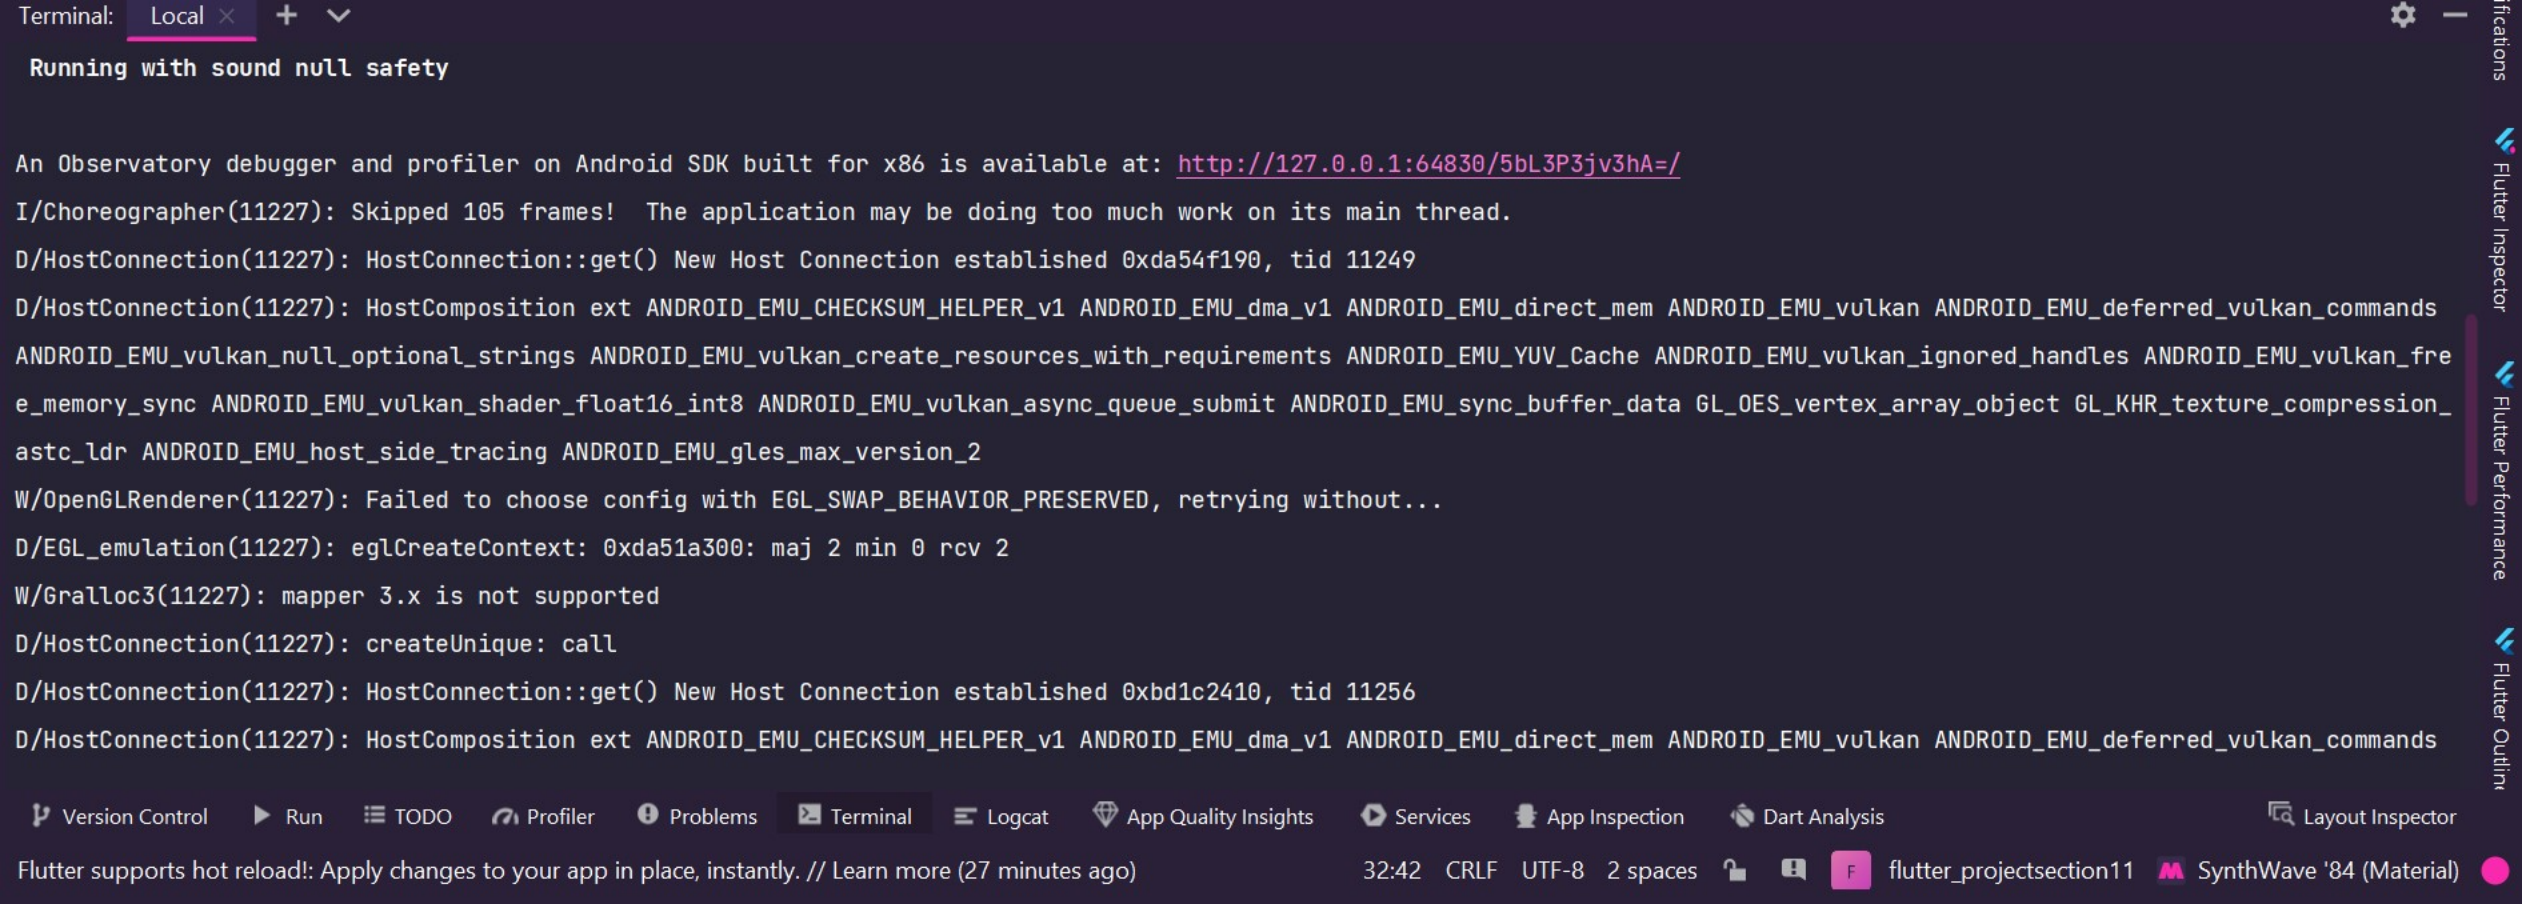 Terminal: Local
Running with sound null safety
An Observatory debugger and profiler on Android SDK built for x86 is available at: http://127.0.0.1:64830/5bL3P3jv3hA=/
I/Choreographer(11227): Skipped 105 frames!  The application may be doing too much work on its main thread.
D/HostConnection(11227): HostConnection::get() New Host Connection established 0xda54f190, tid 11249
D/HostConnection(11227): HostComposition ext ANDROID_EMU_CHECKSUM_HELPER_v1 ANDROID_EMU_dma_v1 ANDROID_EMU_direct_mem ANDROID_EMU_vulkan ANDROID_EMU_deferred_vulkan_commands
ANDROID_EMU_vulkan_null_optional_strings ANDROID_EMU_vulkan_create_resources_with_requirements ANDROID_EMU_YUV_Cache ANDROID_EMU_vulkan_ignored_handles ANDROID_EMU_vulkan_fre
e_memory_sync ANDROID_EMU_vulkan_shader_float16_int8 ANDROID_EMU_vulkan_async_queue_submit ANDROID_EMU_sync_buffer_data GL_OES_vertex_array_object GL_KHR_texture_compression_
astc_ldr ANDROID_EMU_host_side_tracing ANDROID_EMU_gles_max_version_2
W/OpenGLRenderer(11227): Failed to choose config with EGL_SWAP_BEHAVIOR_PRESERVED, retrying without...
D/EGL_emulation(11227): eglCreateContext: 0xda51a300: maj 2 min 0 rcv 2
W/Gralloc3(11227): mapper 3.x is not supported
D/HostConnection(11227): createUnique: call
D/HostConnection(11227): HostConnection::get() New Host Connection established 0xbd1c2410, tid 11256
D/HostConnection(11227): HostComposition ext ANDROID_EMU_CHECKSUM_HELPER_v1 ANDROID_EMU_dma_v1 ANDROID_EMU_direct_mem ANDROID_EMU_vulkan ANDROID_EMU_deferred_vulkan_commands
Version Control Run TODO Profiler Problems Terminal Logcat App Quality Insights Services App Inspection Dart Analysis Layout Inspector
Flutter supports hot reload!: Apply changes to your app in place, instantly. // Learn more (27 minutes ago) 32:42 CRLF UTF-8 2 spaces F flutter_projectsection11 SynthWave '84 (Material)
ifications
Flutter Inspector
Flutter Performance
Flutter Outlin